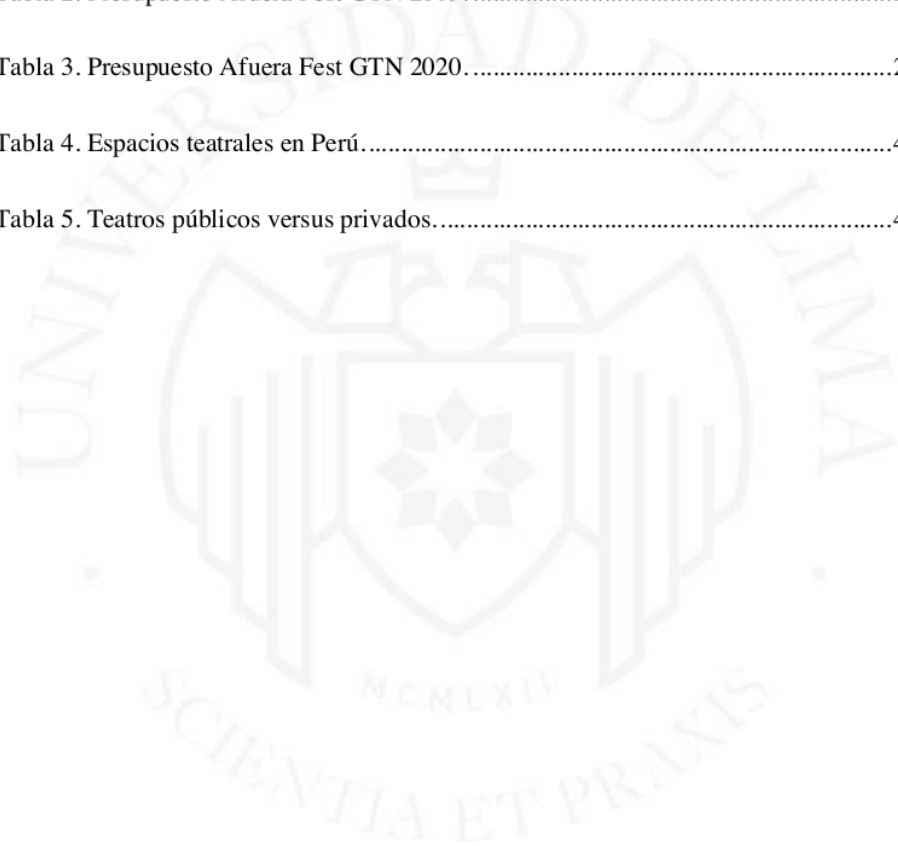 Tabla 3. Presupuesto Afuera Fest GTN 2020
Tabla 4. Espacios teatrales en Perú
Tabla 5. Teatros públicos versus privados
UNIVERSIDAD DE LIMA
MCMLXII
SCIENTIA ET PRAXIS